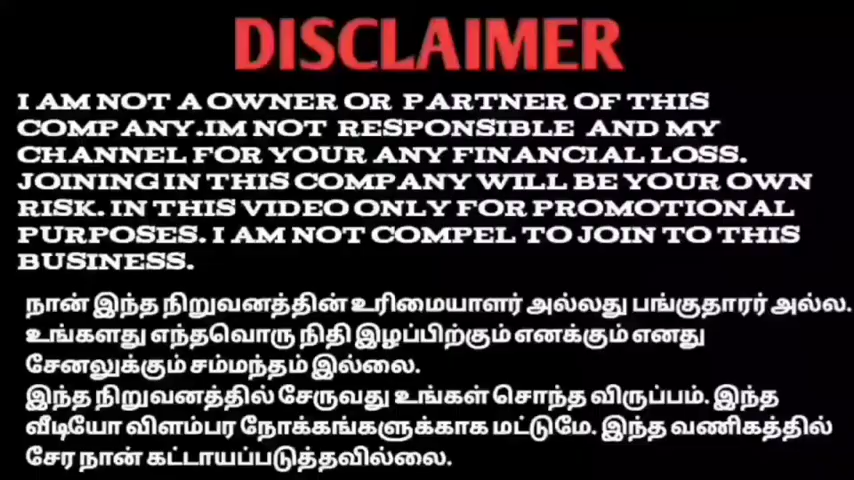 DISCLAIMER
I AM NOT A OWNER OR PARTNER OF THIS
COMPANY.IM NOT RESPONSIBLE AND MY
CHANNEL FOR YOUR ANY FINANCIAL LOSS.
JOINING IN THIS COMPANY WILL BE YOUR OWN
RISK. IN THIS VIDEO ONLY FOR PROMOTIONAL
PURPOSES. I AM NOT COMPEL TO JOIN TO THIS
BUSINESS.
நான் இந்த நிறுவனத்தின் உரிமையாளர் அல்லது பங்குதாரர் அல்ல.
உங்களது எந்தவொரு நிதி இழப்பிற்கும் எனக்கும் எனது
சேனலுக்கும் சம்மந்தம் இல்லை.
இந்த நிறுவனத்தில் சேருவது உங்கள் சொந்த விருப்பம். இந்த
வீடியோ விளம்பர நோக்கங்களுக்காக மட்டுமே. இந்த வணிகத்தில்
சேர நான் கட்டாயப்படுத்தவில்லை.